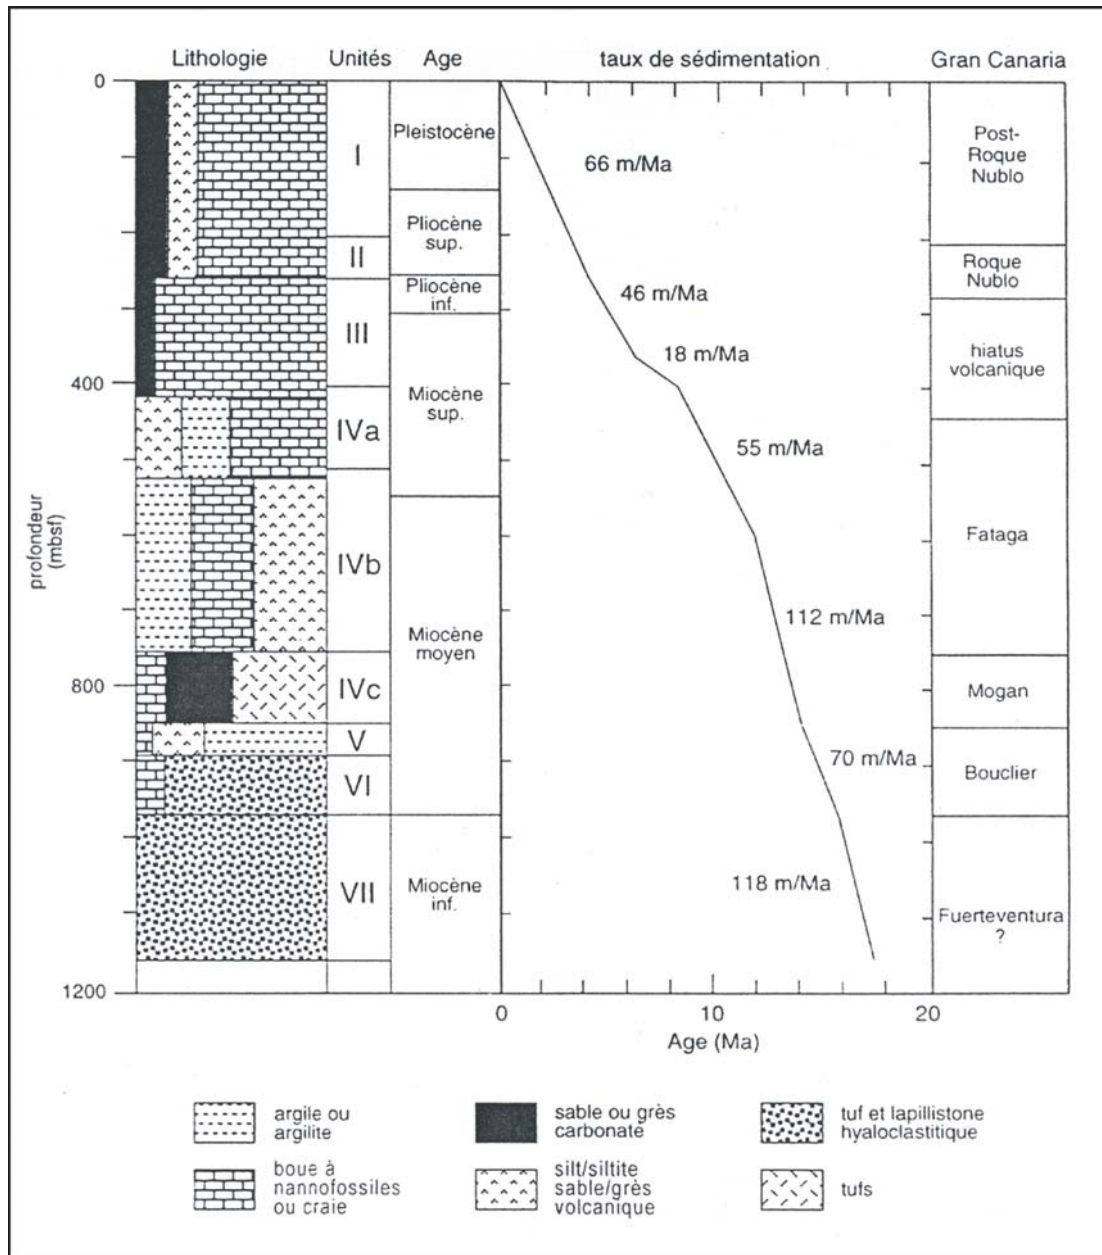 Lithologie Unités Age taux de sédimentation Gran Canaria
0
400
800
1200
profondeur
(mbsf)
I
II
III
IVa
IVb
IVc
V
VI
VII
Pleistocène
Pliocène
sup.
Pliocène
inf.
Miocène
sup.
Miocène
moyen
Miocène
inf.
66 m/Ma
46 m/Ma
18 m/Ma
55 m/Ma
112 m/Ma
70 m/Ma
118 m/Ma
Post-
Roque
Nublo
Roque
Nublo
hiatus
volcanique
Fataga
Mogan
Bouclier
Fuerteventura
?
0 10 20
Age (Ma)
argile ou
argilite
sable ou grès
carbonaté
tuf et lapillistone
hyaloclastitique
boue à
nannofossiles
ou craie
silt/siltite
sable/grès
volcanique
tufs